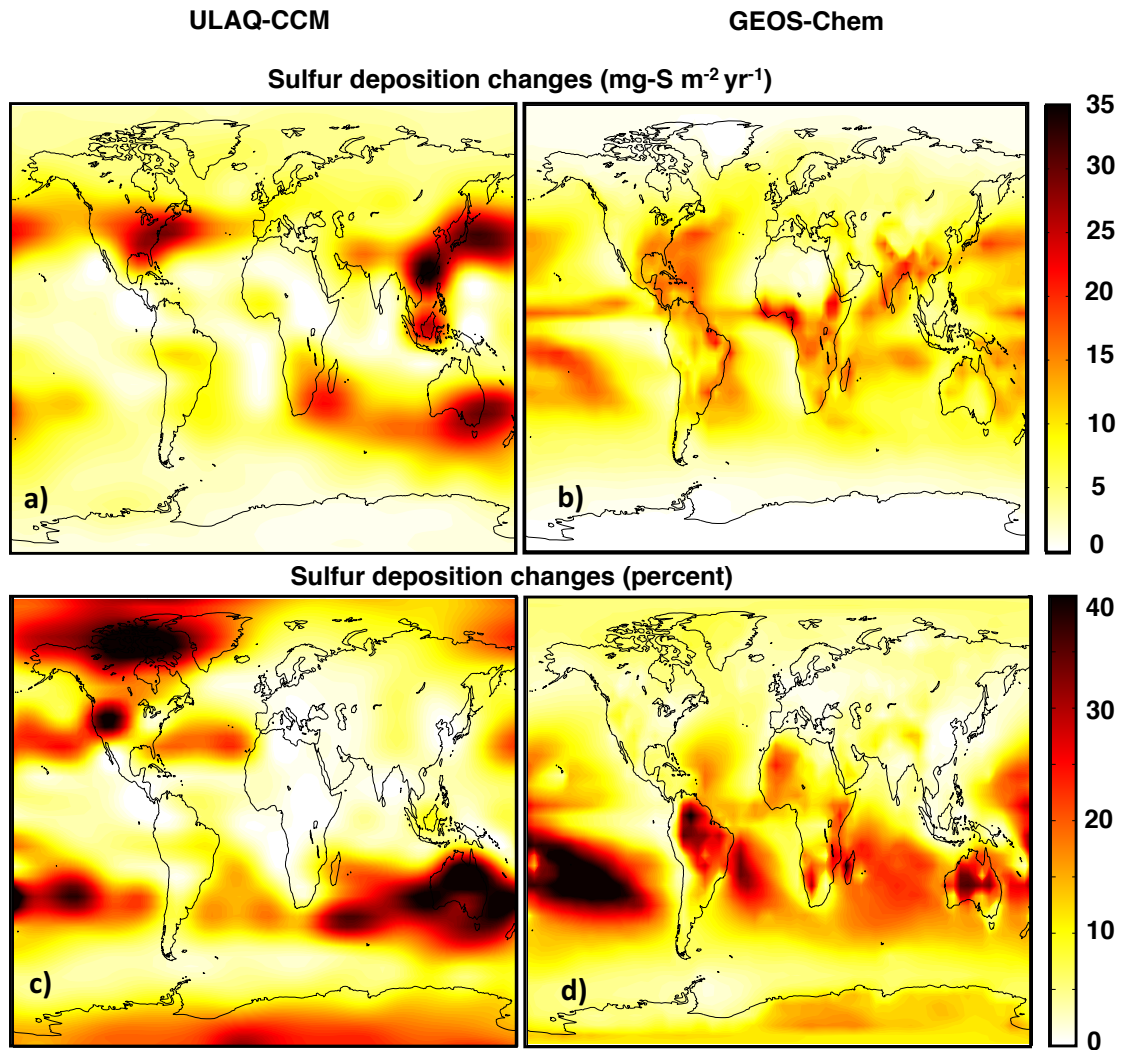 ULAQ-CCM GEOS-Chem
Sulfur deposition changes (mg-S m⁻² yr⁻¹)
35
30
25
20
15
10
5
0
a) b)
Sulfur deposition changes (percent)
40
30
20
10
0
c) d)